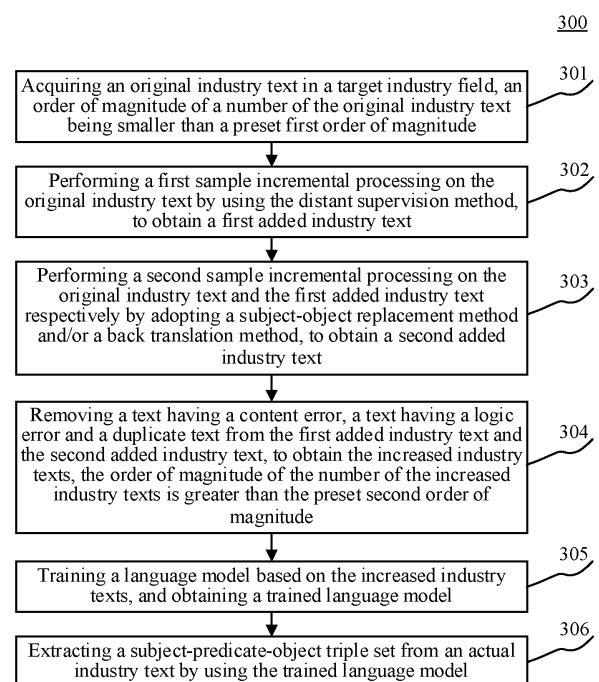 300
301
Acquiring an original industry text in a target industry field, an
order of magnitude of a number of the original industry text
being smaller than a preset first order of magnitude
302
Performing a first sample incremental processing on the
original industry text by using the distant supervision method,
to obtain a first added industry text
303
Performing a second sample incremental processing on the
original industry text and the first added industry text
respectively by adopting a subject-object replacement method
and/or a back translation method, to obtain a second added
industry text
304
Removing a text having a content error, a text having a logic
error and a duplicate text from the first added industry text and
the second added industry text, to obtain the increased industry
texts, the order of magnitude of the number of the increased
industry texts is greater than the preset second order of
magnitude
305
Training a language model based on the increased industry
texts, and obtaining a trained language model
306
Extracting a subject-predicate-object triple set from an actual
industry text by using the trained language model